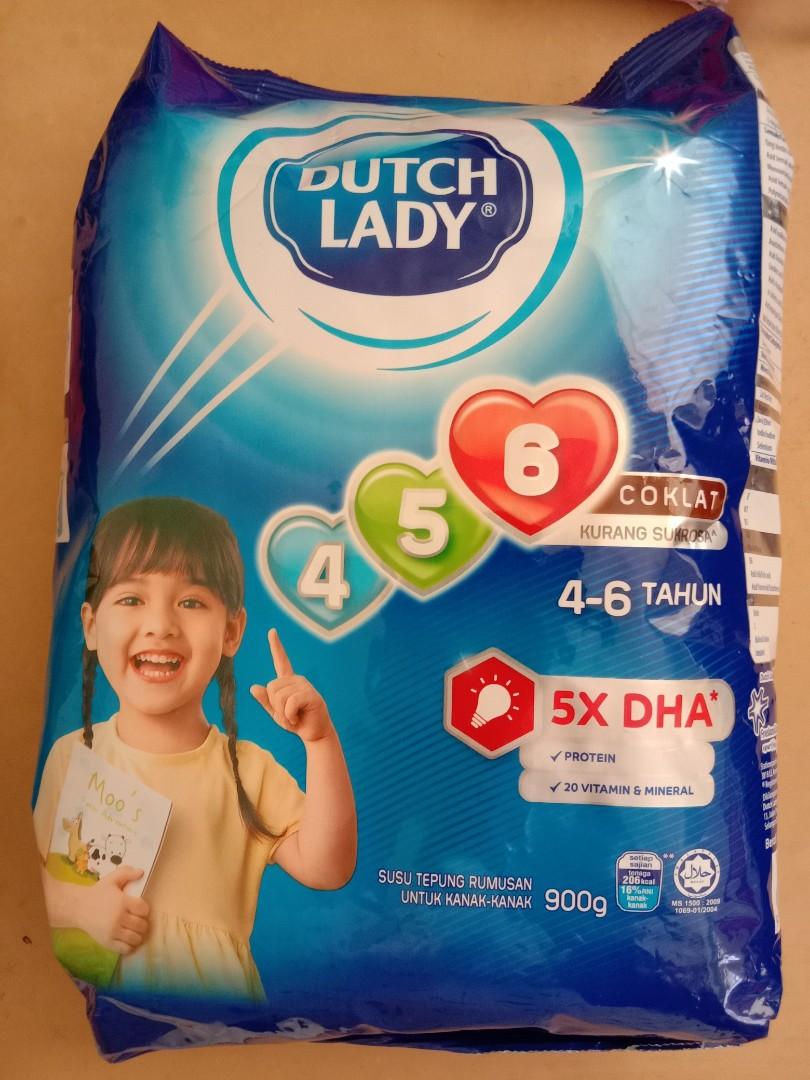 DUTCH
LADY®
6
5
4
COKLAT
KURANG SUKROSA^
4-6 TAHUN
5X DHA*
✓ PROTEIN
✓ 20 VITAMIN & MINERAL
Moo's
SUSU TEPUNG RUMUSAN
UNTUK KANAK-KANAK
900g
setiap
sajian
tenaga
206kcal
16%RNI
kanak-
kanak
**
حلال
MS 1500 : 2009
1069-01/2004